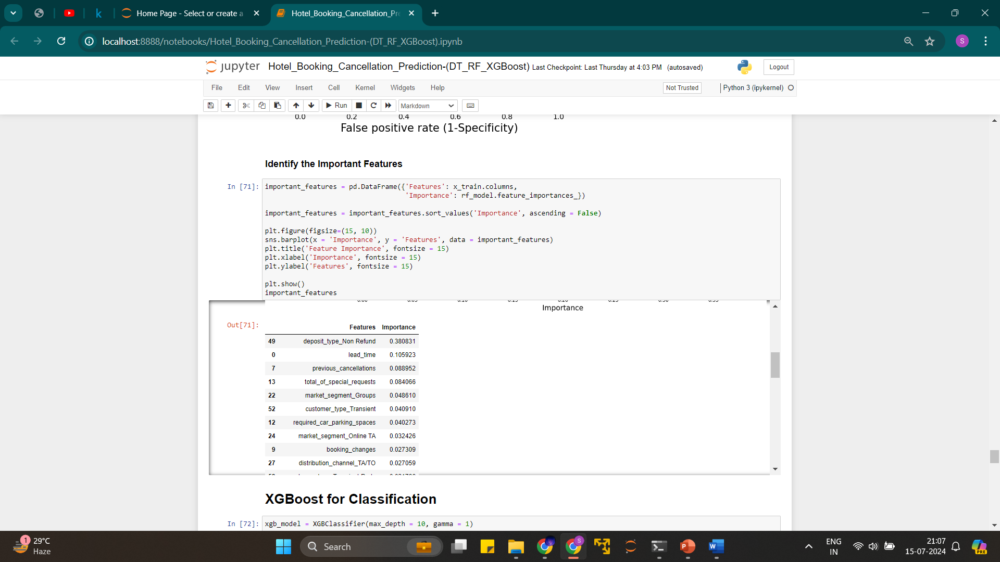 Home Page - Select or create a
Hotel_Booking_Cancellation_Pre
localhost:8888/notebooks/Hotel_Booking_Cancellation_Prediction-(DT_RF_XGBoost).ipynb
S
jupyter Hotel_Booking_Cancellation_Prediction-(DT_RF_XGBoost) Last Checkpoint: Last Thursday at 4:03 PM (autosaved)
Logout
File Edit View Insert Cell Kernel Widgets Help
Not Trusted Python 3 (ipykernel)
Run Markdown
0.0 0.2 0.4 0.6 0.8 1.0
False positive rate (1-Specificity)
Identify the Important Features
In [71]: important_features = pd.DataFrame({'Features': x_train.columns,
'Importance': rf_model.feature_importances_})
important_features = important_features.sort_values('Importance', ascending = False)
plt.figure(figsize=(15, 10))
sns.barplot(x = 'Importance', y = 'Features', data = important_features)
plt.title('Feature Importance', fontsize = 15)
plt.xlabel('Importance', fontsize = 15)
plt.ylabel('Features', fontsize = 15)
plt.show()
important_features
Importance
Out[71]:
Features Importance
49 deposit_type_Non Refund 0.380831
0 lead_time 0.105923
7 previous_cancellations 0.088952
13 total_of_special_requests 0.084066
22 market_segment_Groups 0.048610
52 customer_type_Transient 0.040910
12 required_car_parking_spaces 0.040273
24 market_segment_Online TA 0.032426
9 booking_changes 0.027309
27 distribution_channel_TA/TO 0.027059
XGBoost for Classification
In [72]: xgb_model = XGBClassifier(max_depth = 10, gamma = 1)
1
29°C
Haze
Search
S
ENG
IN
21:07
15-07-2024
PRE